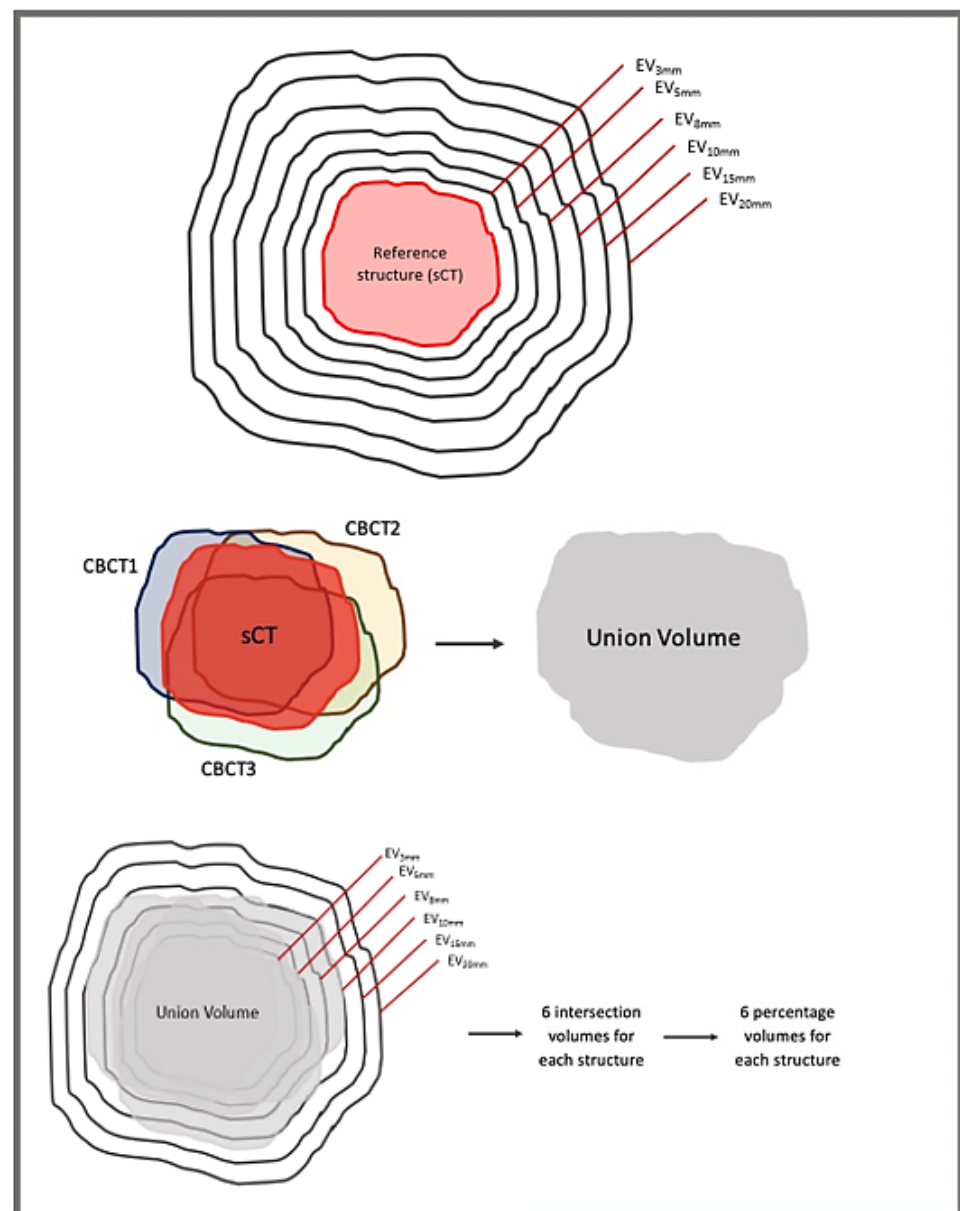 EV3mm
EV5mm
EV8mm
EV10mm
EV15mm
EV20mm
Reference
structure (sCT)
CBCT2
CBCT1
sCT
Union Volume
CBCT3
EV3mm
EV5mm
EV8mm
EV10mm
EV15mm
EV20mm
Union Volume
6 intersection
volumes for
each structure
6 percentage
volumes for
each structure